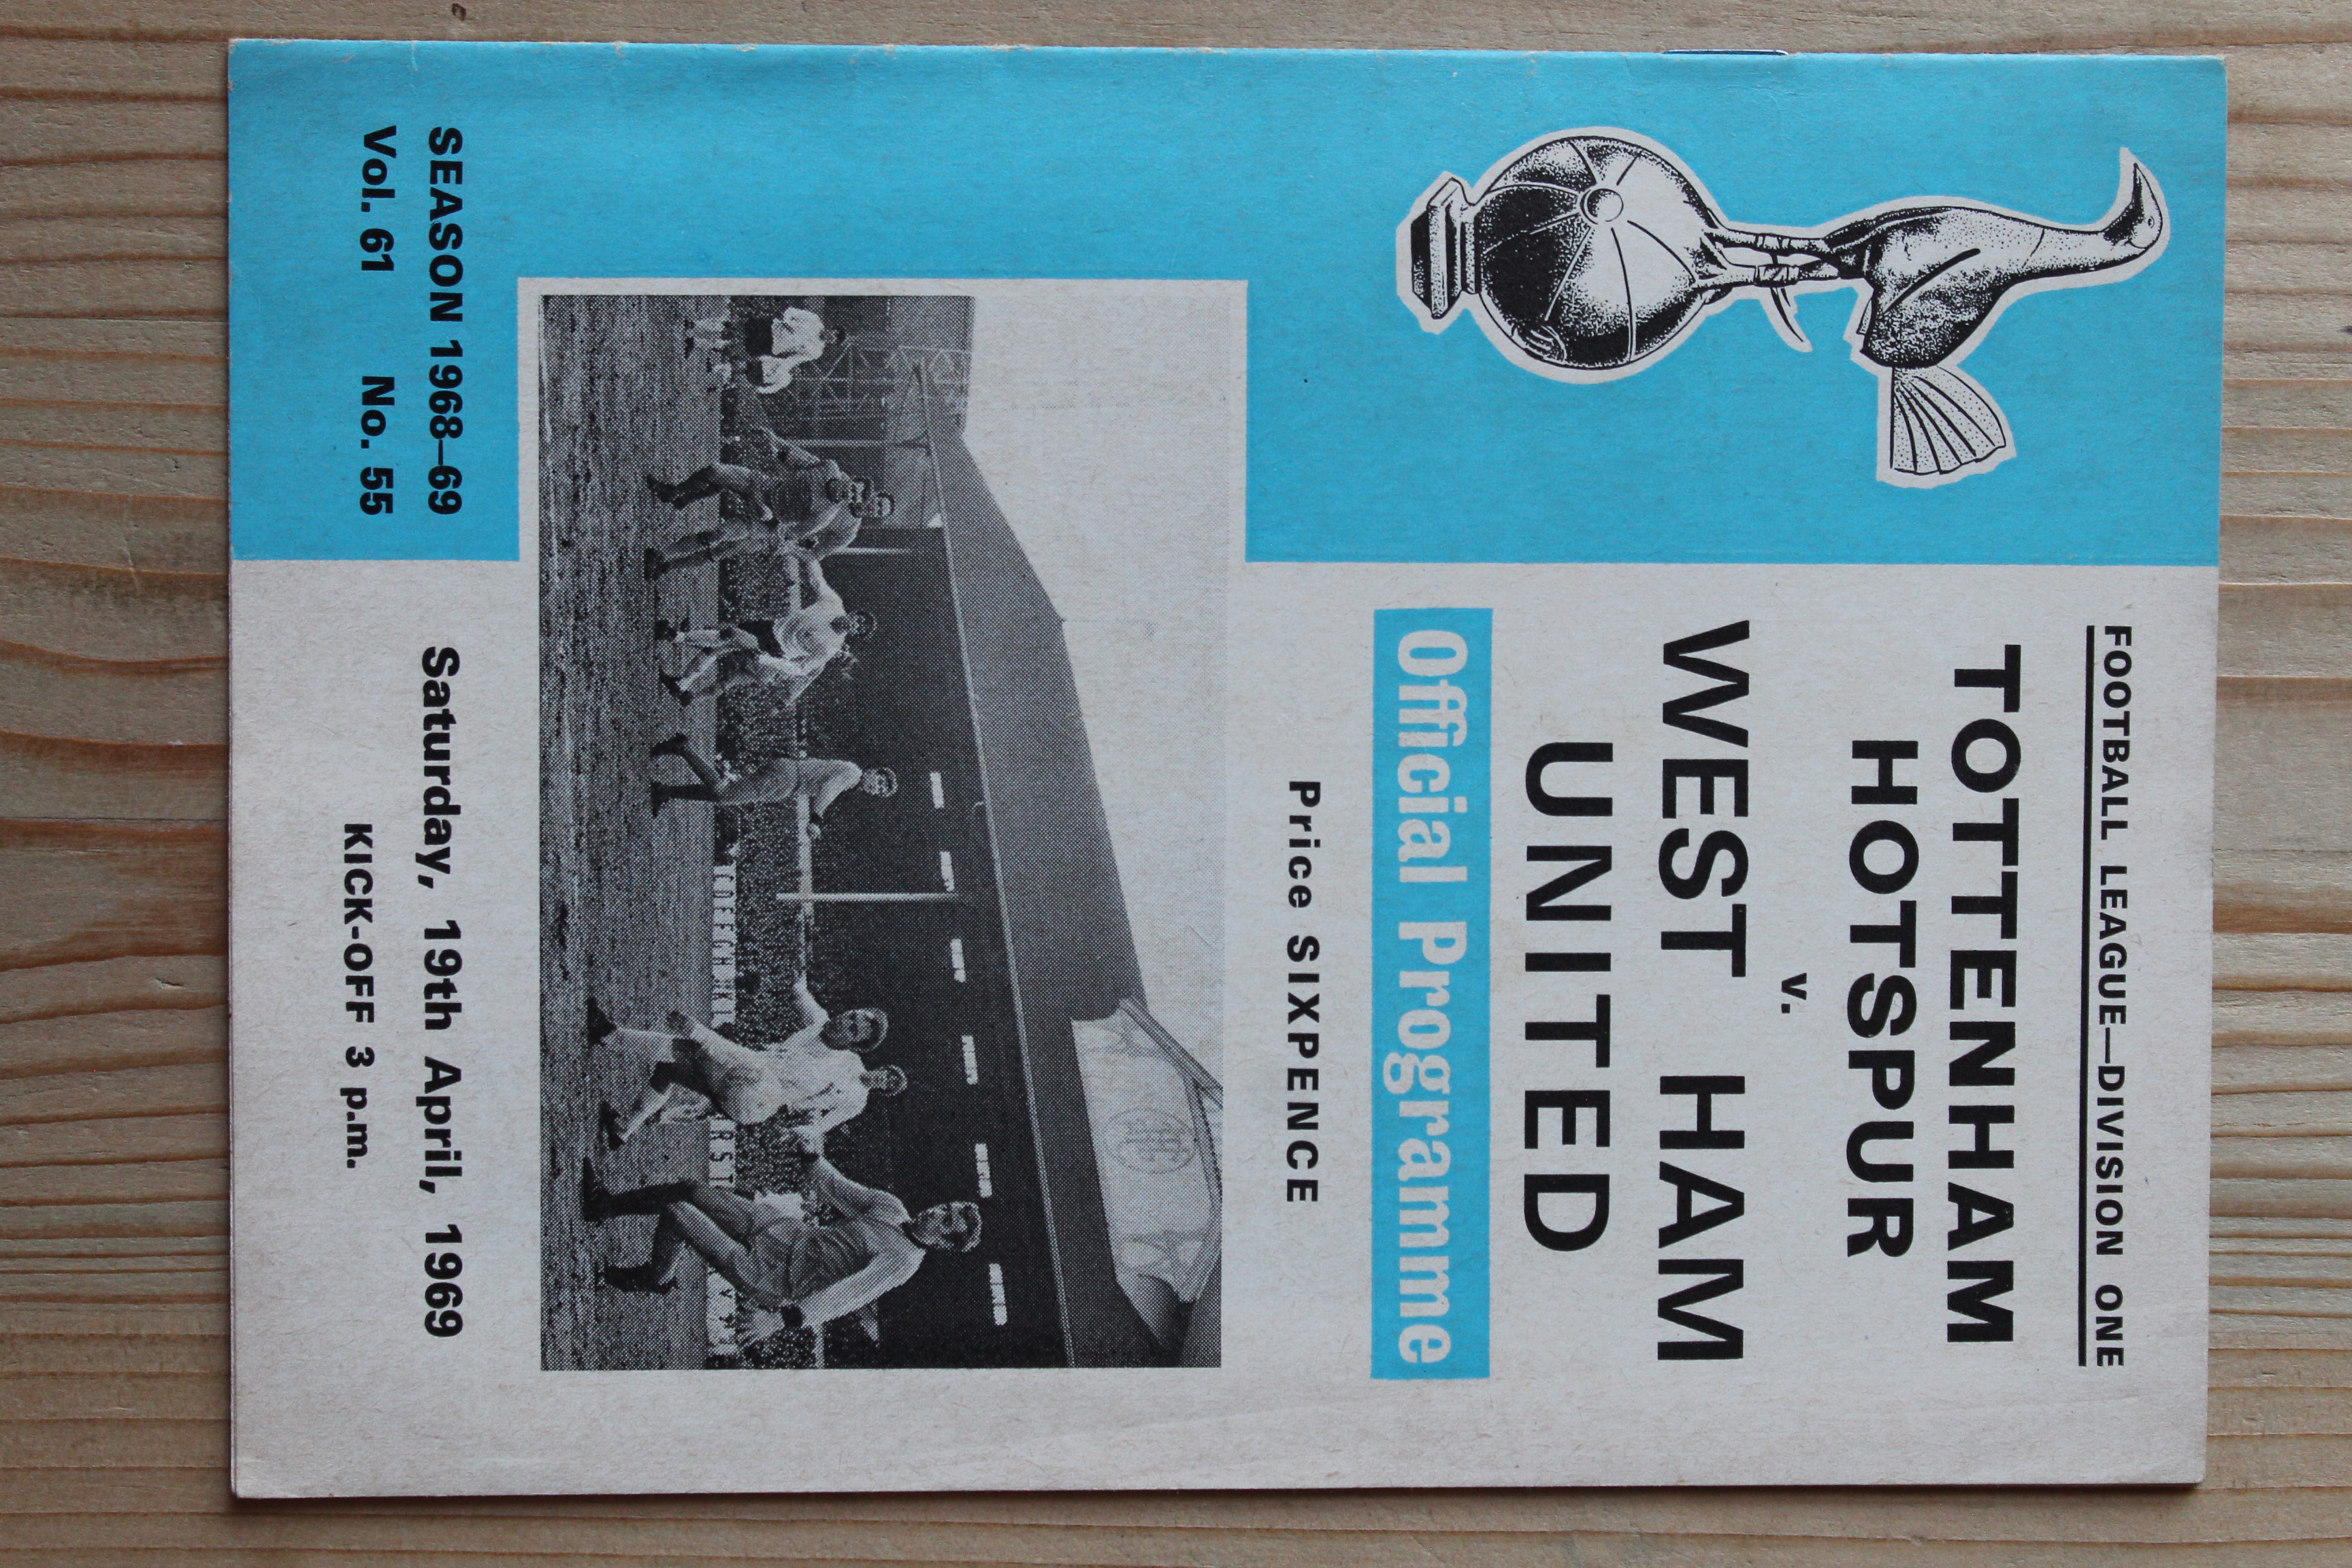 FOOTBALL LEAGUE—DIVISION ONE
TOTTENHAM
HOTSPUR
v.
WEST HAM
UNITED
Official Programme
Price SIXPENCE
SEASON 1968–69
Vol. 61 No. 55
Saturday, 19th April, 1969
KICK-OFF 3 p.m.